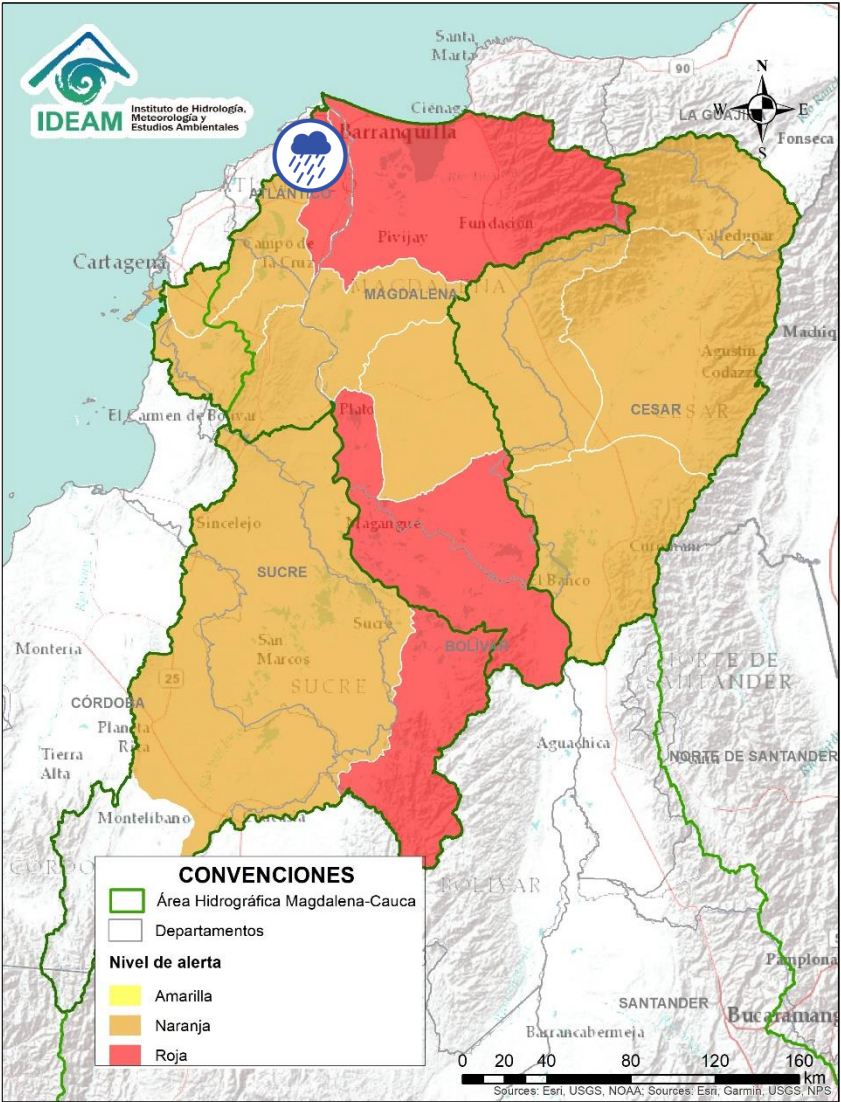 Santa
Marta
90
N
W
E
S
IDEAM
Instituto de Hidrología,
Meteorología y
Estudios Ambientales
Ciénaga
LA GUAJI
Fonseca
Barranquilla
ATLÁNTICO
Campo de
la Cruz
Pivijay
Fundación
Valledupar
Cartagena
MAGDALENA
Machiq
Agustín
Codazzi
CESAR
El Carmen de Bolívar
Plato
Sincelejo
Magangué
SUCRE
El Banco
Sucre
BOLÍVAR
San
Marcos
SUCRE
Montería
NORTE DE
SANTANDER
25
CÓRDOBA
Planeta
Rica
Tierra
Alta
Aguachica
NORTE DE SANTANDER
Montelíbano
BOLÍVAR
CONVENCIONES
Área Hidrográfica Magdalena-Cauca
Departamentos
Nivel de alerta
Amarilla
Naranja
Roja
Pamplona
SANTANDER
Bucaramang
Barrancabermeja
0 20 40 80 120 160
km
Sources: Esri, USGS, NOAA; Sources: Esri, Garmin, USGS, NPS